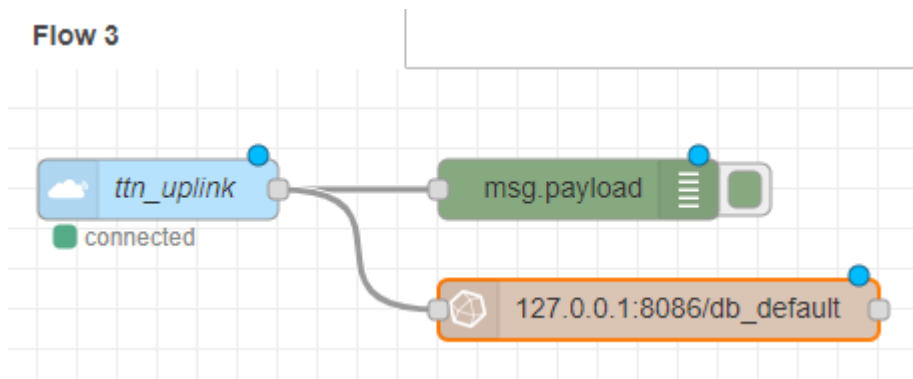 Flow 3
ttn_uplink
msg.payload
connected
127.0.0.1:8086/db_default